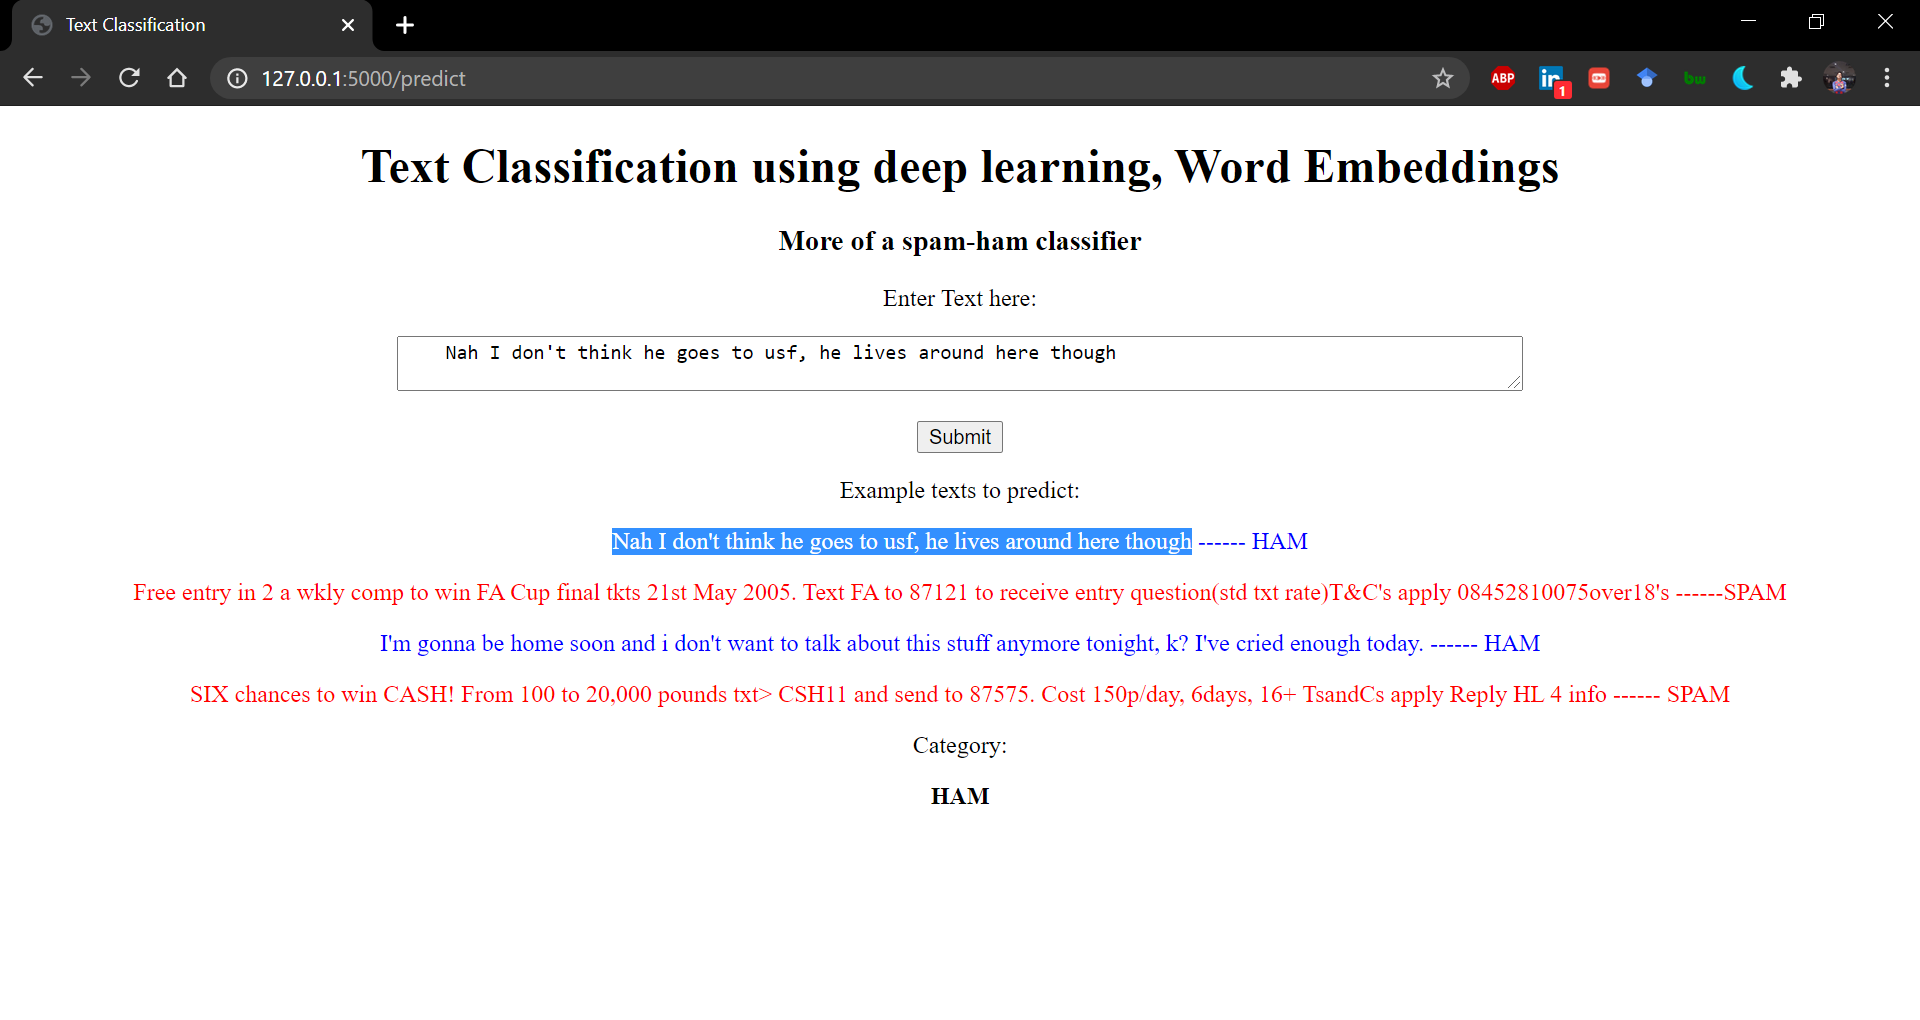 Text Classification
127.0.0.1:5000/predict
ABP
in
1
bw
Text Classification using deep learning, Word Embeddings
More of a spam-ham classifier
Enter Text here:
Nah I don't think he goes to usf, he lives around here though
Submit
Example texts to predict:
Nah I don't think he goes to usf, he lives around here though ------ HAM
Free entry in 2 a wkly comp to win FA Cup final tkts 21st May 2005. Text FA to 87121 to receive entry question(std txt rate)T&C's apply 08452810075over18's ------SPAM
I'm gonna be home soon and i don't want to talk about this stuff anymore tonight, k? I've cried enough today. ------ HAM
SIX chances to win CASH! From 100 to 20,000 pounds txt> CSH11 and send to 87575. Cost 150p/day, 6days, 16+ TsandCs apply Reply HL 4 info ------ SPAM
Category:
HAM